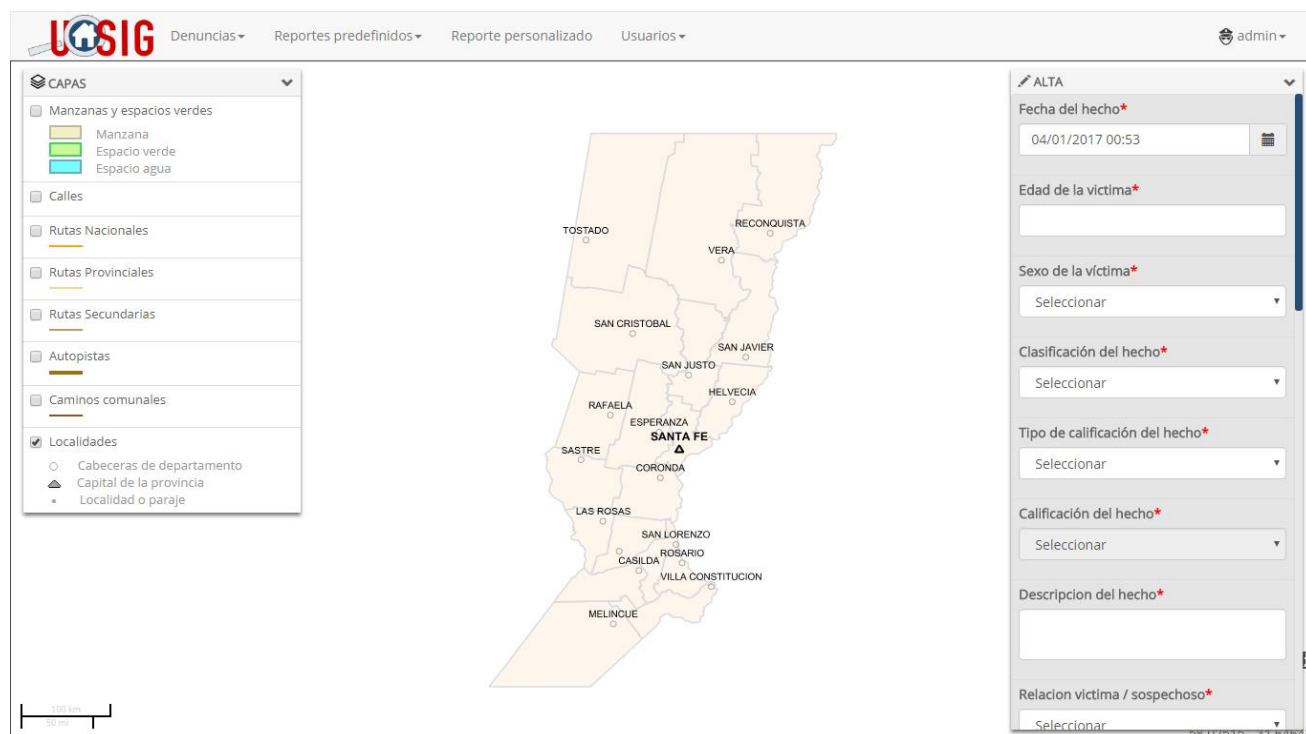 UOSIG
Denuncias
Reportes predefinidos
Reporte personalizado
Usuarios
admin
CAPAS
Manzanas y espacios verdes
Manzana
Espacio verde
Espacio agua
Calles
Rutas Nacionales
Rutas Provinciales
Rutas Secundarias
Autopistas
Caminos comunales
Localidades
Cabeceras de departamento
Capital de la provincia
Localidad o paraje
TOSTADO
RECONQUISTA
VERA
SAN CRISTOBAL
SAN JAVIER
SAN JUSTO
HELVECIA
RAFAELA
ESPERANZA
SANTA FE
SASTRE
CORONDA
LAS ROSAS
SAN LORENZO
ROSARIO
CASILDA
VILLA CONSTITUCION
MELINCUE
100 km
50 mi
ALTA
Fecha del hecho*
04/01/2017 00:53
Edad de la victima*
Sexo de la víctima*
Seleccionar
Clasificación del hecho*
Seleccionar
Tipo de calificación del hecho*
Seleccionar
Calificación del hecho*
Seleccionar
Descripcion del hecho*
Relacion victima / sospechoso*
Seleccionar